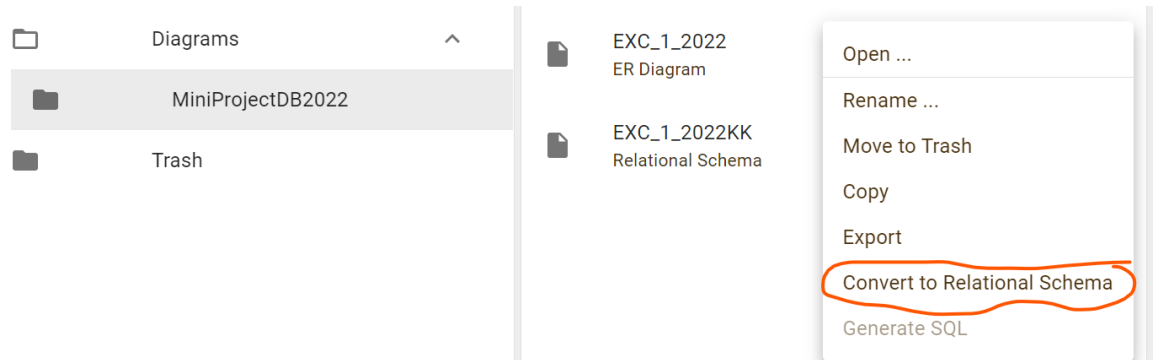 Diagrams
MiniProjectDB2022
Trash
EXC_1_2022
ER Diagram
EXC_1_2022KK
Relational Schema
Open ...
Rename ...
Move to Trash
Copy
Export
Convert to Relational Schema
Generate SQL